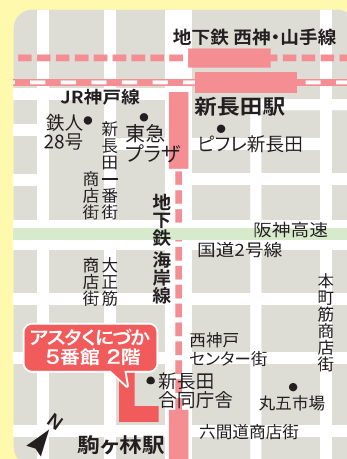 地下鉄 西神・山手線
JR神戸線
新長田駅
鉄人
28号
新長田一番街
商店街
東急
プラザ
ピフレ新長田
地下鉄 海岸線
阪神高速
国道2号線
大正筋
商店街
本町筋商店街
アスタくにづか
5番館 2階
西神戸
センター街
新長田
合同庁舎
丸五市場
六間道商店街
N
駒ヶ林駅